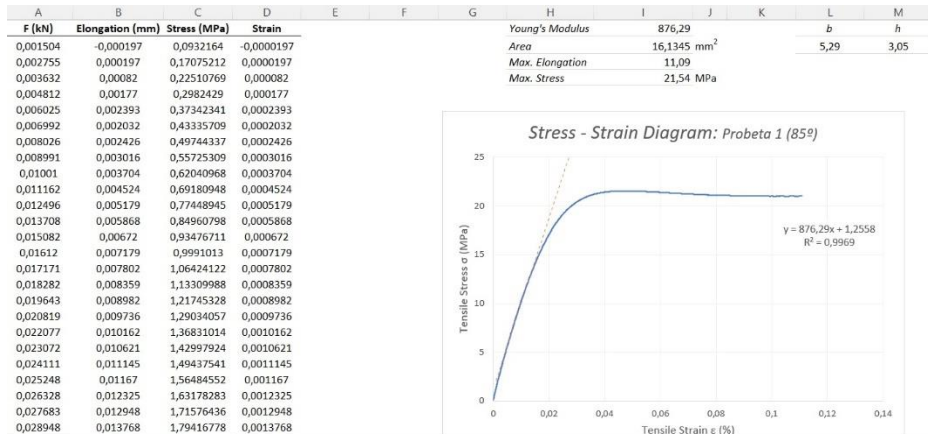 A B C D E F G H I J K L M
F (kN) Elongation (mm) Stress (MPa) Strain Young's Modulus 876,29 b h
0,001504 -0,000197 0,0932164 -0,0000197 Area 16,1345 mm² 5,29 3,05
0,002755 0,000197 0,17075212 0,0000197 Max. Elongation 11,09
0,003632 0,00082 0,22510769 0,000082 Max. Stress 21,54 MPa
0,004812 0,00177 0,2982429 0,000177
0,006025 0,002393 0,37342341 0,0002393
0,006992 0,002032 0,43335709 0,0002032
0,008026 0,002426 0,49744337 0,0002426
0,008991 0,003016 0,55725309 0,0003016
0,01001 0,003704 0,62040968 0,0003704
0,011162 0,004524 0,69180948 0,0004524
0,012496 0,005179 0,77448945 0,0005179
0,013708 0,005868 0,84960798 0,0005868
0,015082 0,00672 0,93476711 0,000672
0,01612 0,007179 0,9991013 0,0007179
0,017171 0,007802 1,06424122 0,0007802
0,018282 0,008359 1,13309988 0,0008359
0,019643 0,008982 1,21745328 0,0008982
0,020819 0,009736 1,29034057 0,0009736
0,022077 0,010162 1,36831014 0,0010162
0,023072 0,010621 1,42997924 0,0010621
0,024111 0,011145 1,49437541 0,0011145
0,025248 0,01167 1,56484552 0,001167
0,026328 0,012325 1,63178283 0,0012325
0,027683 0,012948 1,71576436 0,0012948
0,028948 0,013768 1,79416778 0,0013768
Stress - Strain Diagram: Probeta 1 (85º)
Tensile Stress σ (MPa)
25
20
15
10
5
0
y = 876,29x + 1,2558
R² = 0,9969
0 0,02 0,04 0,06 0,08 0,1 0,12 0,14
Tensile Strain ε (%)